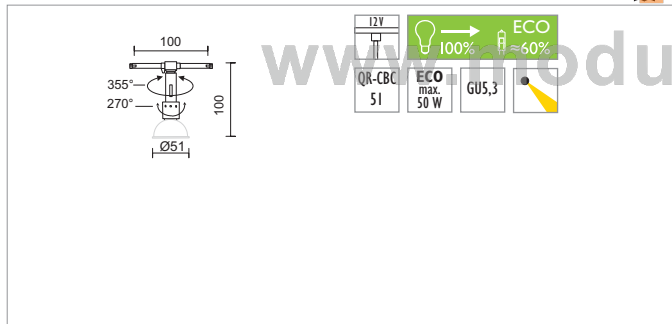 100
355°
270°
100
Ø51
12V
100%
ECO
≈60%
QR-CBC
51
ECO
max.
50 W
GU5,3
www.modu